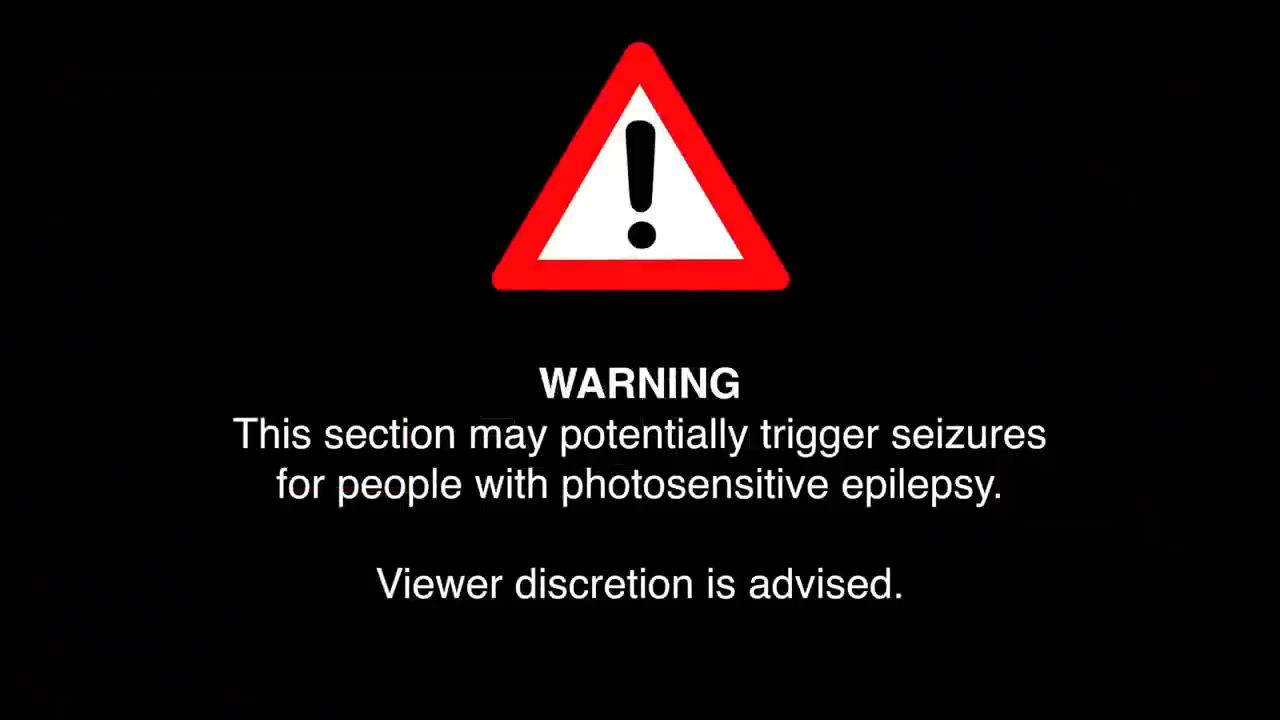 WARNING
This section may potentially trigger seizures
for people with photosensitive epilepsy.
Viewer discretion is advised.